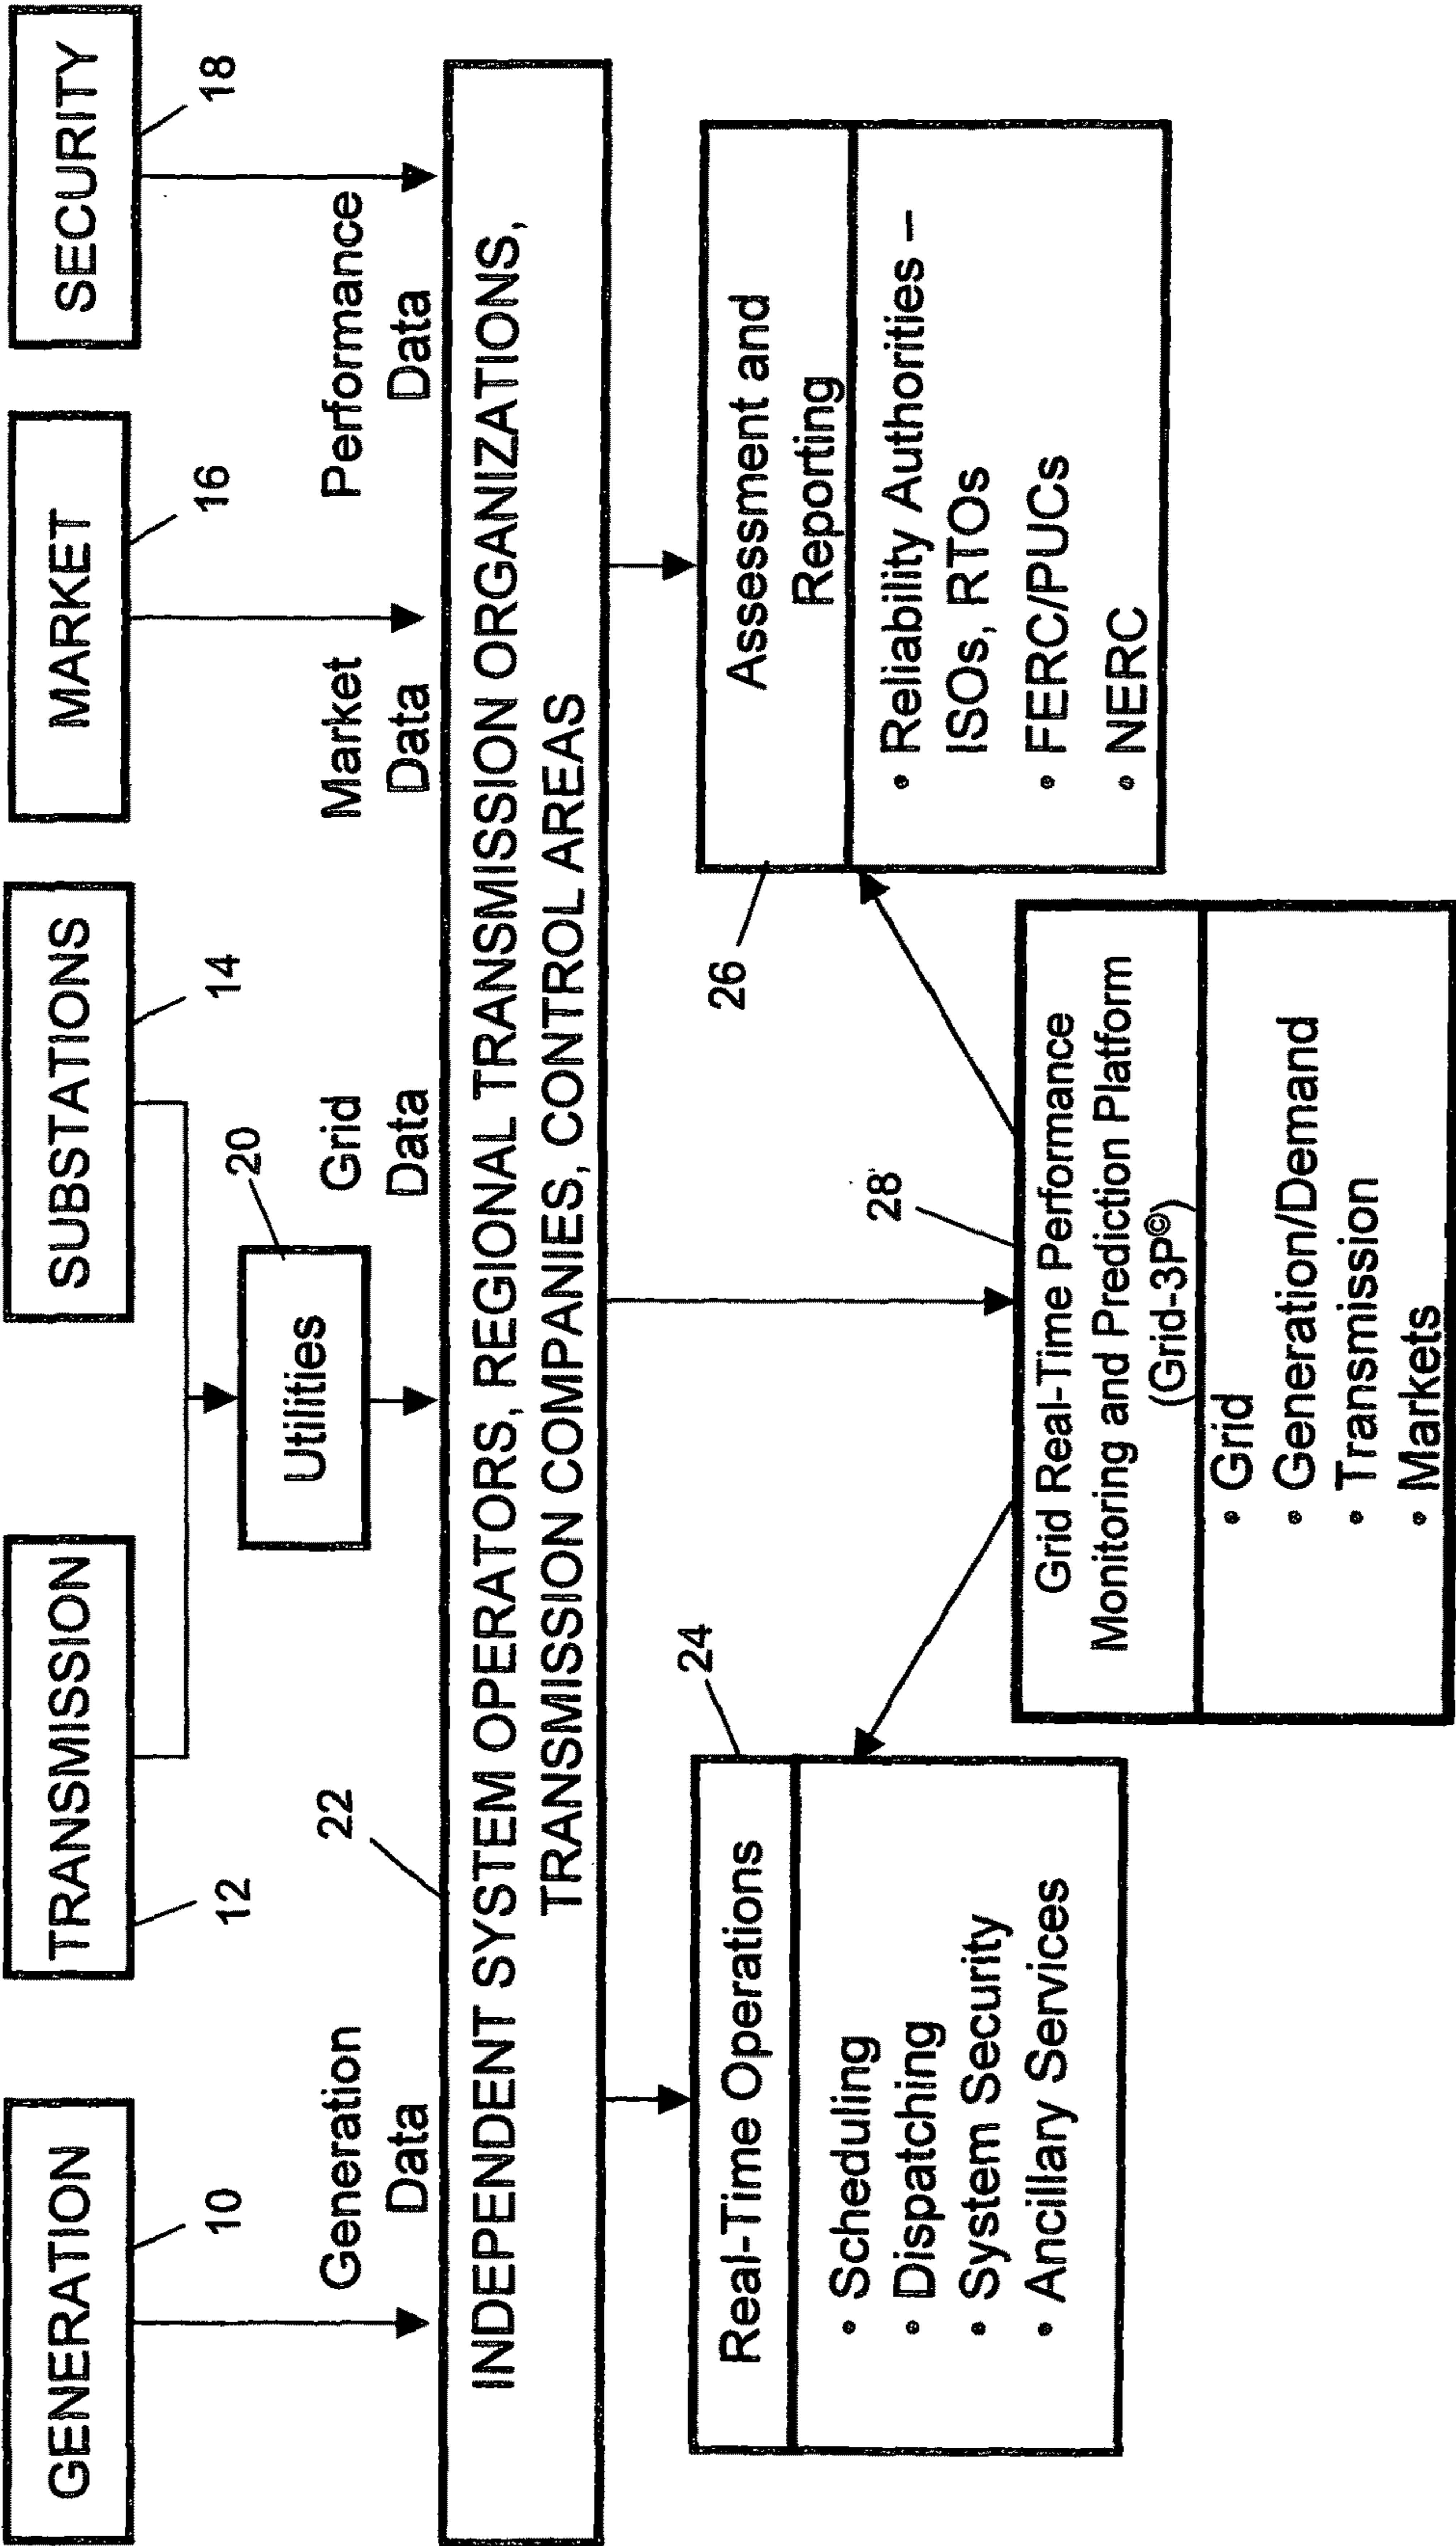 GENERATION
TRANSMISSION
SUBSTATIONS
MARKET
SECURITY
10
12
14
16
18
20
Utilities
Generation
Data
Grid
Data
Market
Data
Performance
Data
22
INDEPENDENT SYSTEM OPERATORS, REGIONAL TRANSMISSION ORGANIZATIONS,
TRANSMISSION COMPANIES, CONTROL AREAS
24
Real-Time Operations
• Scheduling
• Dispatching
• System Security
• Ancillary Services
28
Grid Real-Time Performance
Monitoring and Prediction Platform
(Grid-3P©)
• Grid
• Generation/Demand
• Transmission
• Markets
26
Assessment and
Reporting
• Reliability Authorities –
ISOs, RTOs
• FERC/PUCs
• NERC